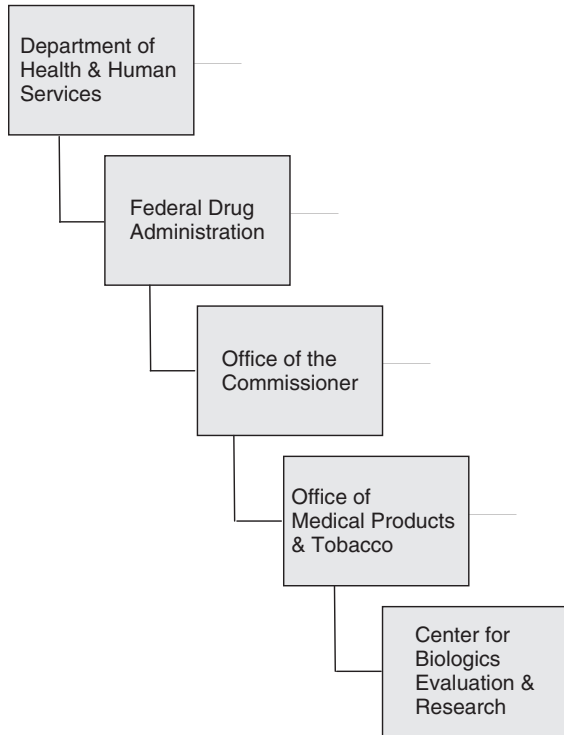 Department of
Health & Human
Services
Federal Drug
Administration
Office of the
Commissioner
Office of
Medical Products
& Tobacco
Center for
Biologics
Evaluation &
Research